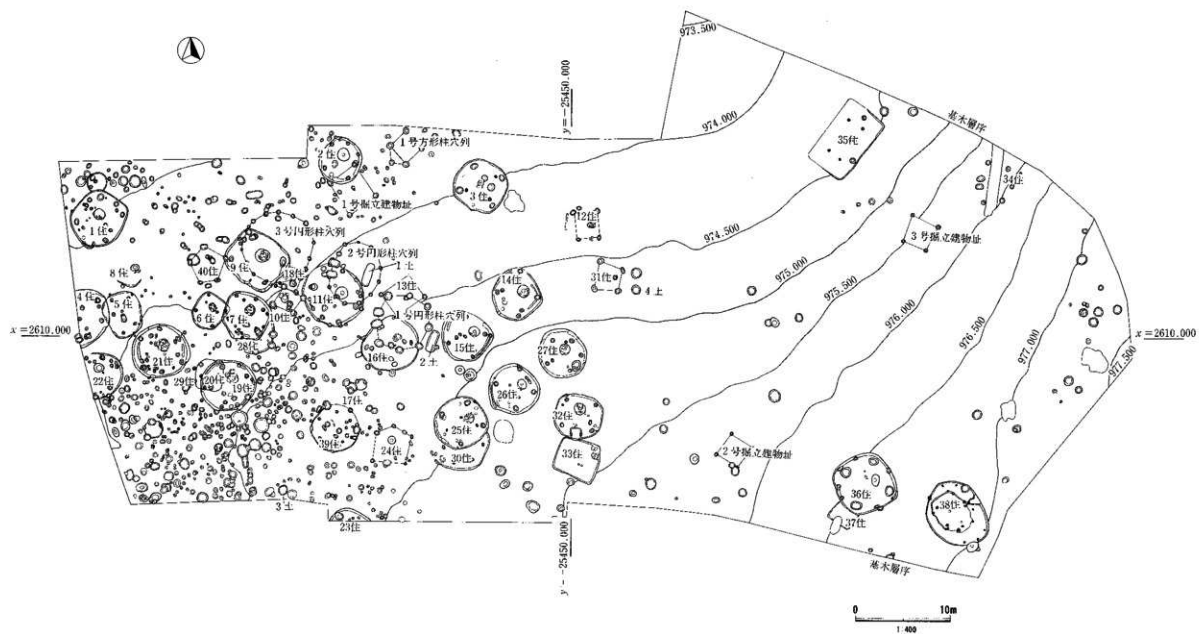 973.500
y=-25450.000
974.000
基本層序
35住
34住
1号方形柱穴列
2住
3住
1号掘立建物址
12住
3号掘立建物址
974.500
1住
3号円形柱穴列
2号円形柱穴列
40住
9住
18住
1土
8住
31住
4土
975.000
13住
14住
11住
975.500
4住
5住
6住
7住
10住
1号円形柱穴列
976.000
976.500
977.000
x=2610.000
x=2610.000
28住
16住
2土
15住
27住
977.500
21住
22住
29住
20住
19住
17住
26住
25住
32住
39住
24住
30住
33住
2号掘立建物址
36住
38住
3土
23住
37住
y--25450.000
基本層序
0 10m
1:400